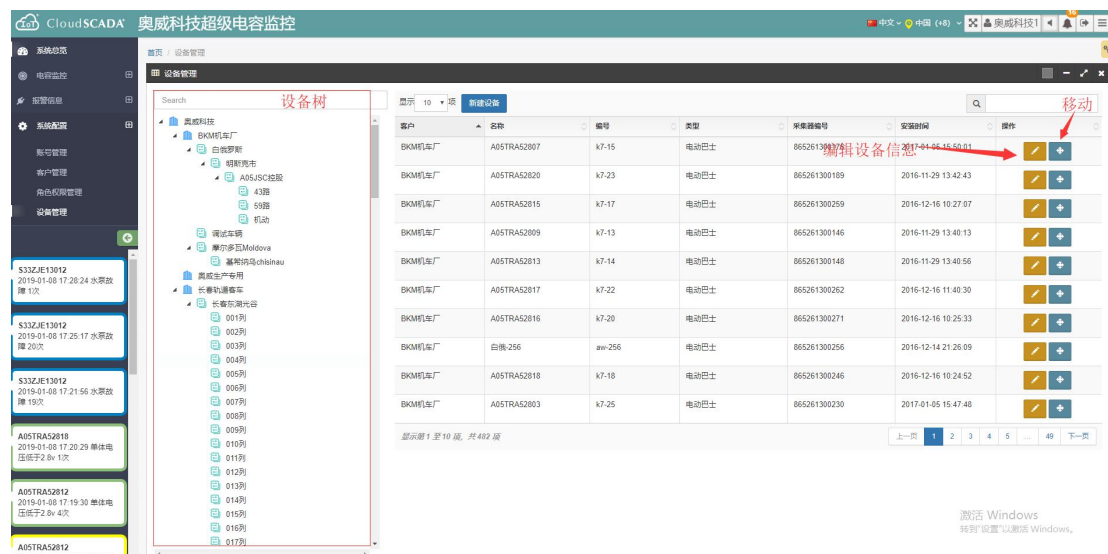 IoT CloudSCADA 奥威科技超级电容监控
中文 中国 (+8) 奥威科技1 16
系统总览
电容监控
报警信息
系统配置
账号管理
客户管理
角色权限管理
设备管理
首页 / 设备管理
设备管理
Search 设备树
奥威科技
BKM机车厂
白俄罗斯
明斯克市
A05JSC控股
43路
59路
机动
调试车辆
摩尔多瓦Moldova
基希纳乌chisinau
奥威生产专用
长春轨道客车
长春东湖光谷
001列
002列
003列
004列
005列
006列
007列
008列
009列
010列
011列
012列
013列
014列
015列
016列
017列
S33ZJE13012
2019-01-08 17:28:24 水泵故
障 1次
S33ZJE13012
2019-01-08 17:25:17 水泵故
障 20次
S33ZJE13012
2019-01-08 17:21:56 水泵故
障 19次
A05TRA52818
2019-01-08 17:20:29 单体电
压低于2.8v 1次
A05TRA52812
2019-01-08 17:19:30 单体电
压低于2.8v 4次
A05TRA52812
显示 10 项 新建设备
移动
编辑设备信息
客户 名称 编号 类型 采集器编号 安装时间 操作
BKM机车厂 A05TRA52807 k7-15 电动巴士 2017-01-05 15:50:01
BKM机车厂 A05TRA52820 k7-23 电动巴士 865261300189 2016-11-29 13:42:43
BKM机车厂 A05TRA52815 k7-17 电动巴士 865261300259 2016-12-16 10:27:07
BKM机车厂 A05TRA52809 k7-13 电动巴士 865261300146 2016-11-29 13:40:13
BKM机车厂 A05TRA52813 k7-14 电动巴士 865261300148 2016-11-29 13:40:56
BKM机车厂 A05TRA52817 k7-22 电动巴士 865261300262 2016-12-16 11:40:30
BKM机车厂 A05TRA52816 k7-20 电动巴士 865261300271 2016-12-16 10:25:33
BKM机车厂 白俄-256 aw-256 电动巴士 865261300256 2016-12-14 21:26:09
BKM机车厂 A05TRA52818 k7-18 电动巴士 865261300246 2016-12-16 10:24:52
BKM机车厂 A05TRA52803 k7-25 电动巴士 865261300230 2017-01-05 15:47:48
显示第 1 至 10 项, 共 482 项
上一页 1 2 3 4 5 ... 49 下一页
激活 Windows
转到"设置"以激活 Windows。